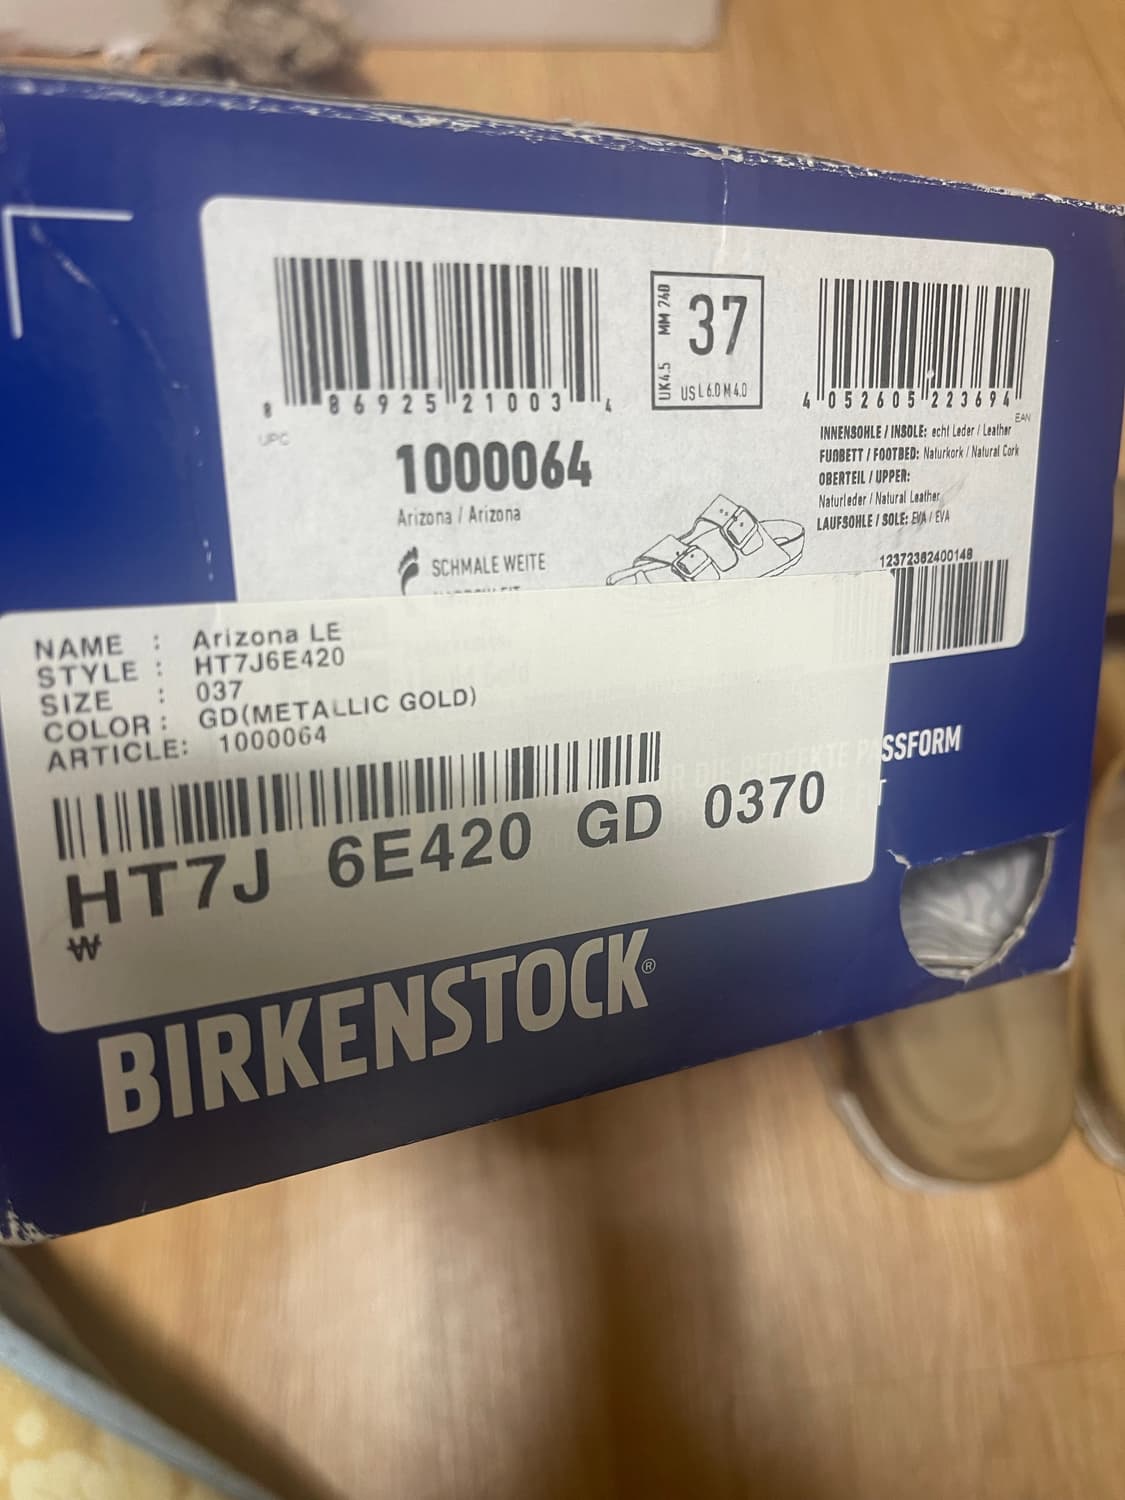 8 86925 21003 4
UPC
MM 240
UK4.5
37
US L 6.0 M 4.0
4 052605 223694
EAN
1000064
Arizona / Arizona
SCHMALE WEITE
INNENSOHLE / INSOLE: echt Leder / Leather
FUßBETT / FOOTBED: Naturkork / Natural Cork
OBERTEIL / UPPER:
Naturleder / Natural Leather
LAUFSOHLE / SOLE: EVA / EVA
12372382400148
NAME : Arizona LE
STYLE : HT7J6E420
SIZE : 037
COLOR : GD(METALLIC GOLD)
ARTICLE: 1000064
HT7J 6E420 GD 0370
₩
DIE PERFEKTE PASSFORM
BIRKENSTOCK®